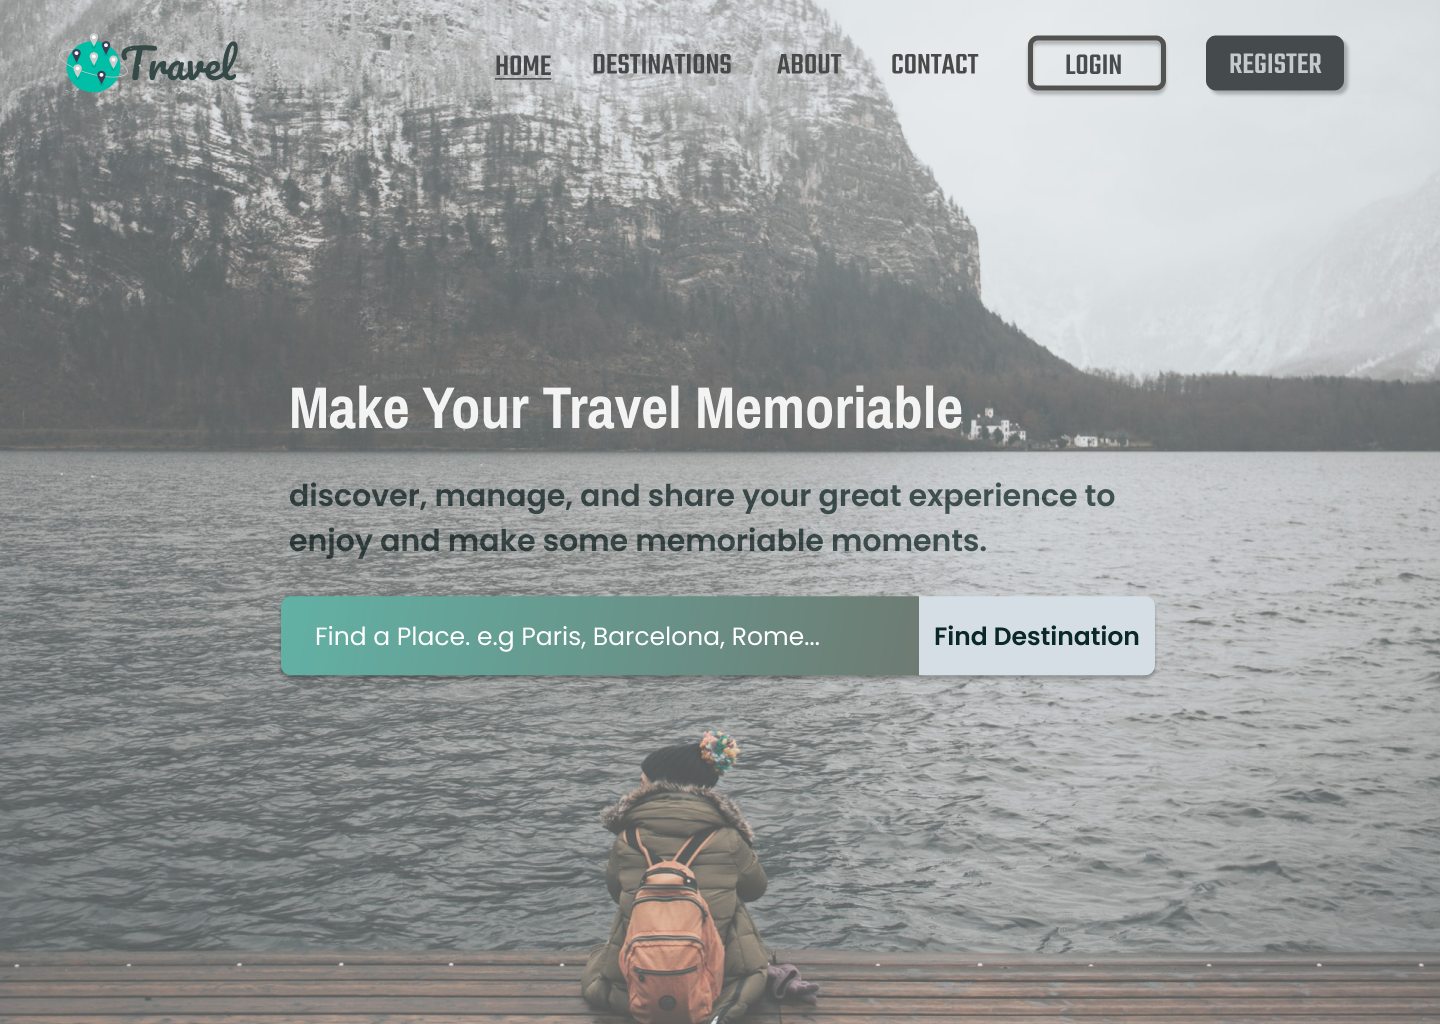 Travel
HOME DESTINATIONS ABOUT CONTACT LOGIN REGISTER
Make Your Travel Memoriable
discover, manage, and share your great experience to
enjoy and make some memoriable moments.
Find a Place. e.g Paris, Barcelona, Rome... Find Destination